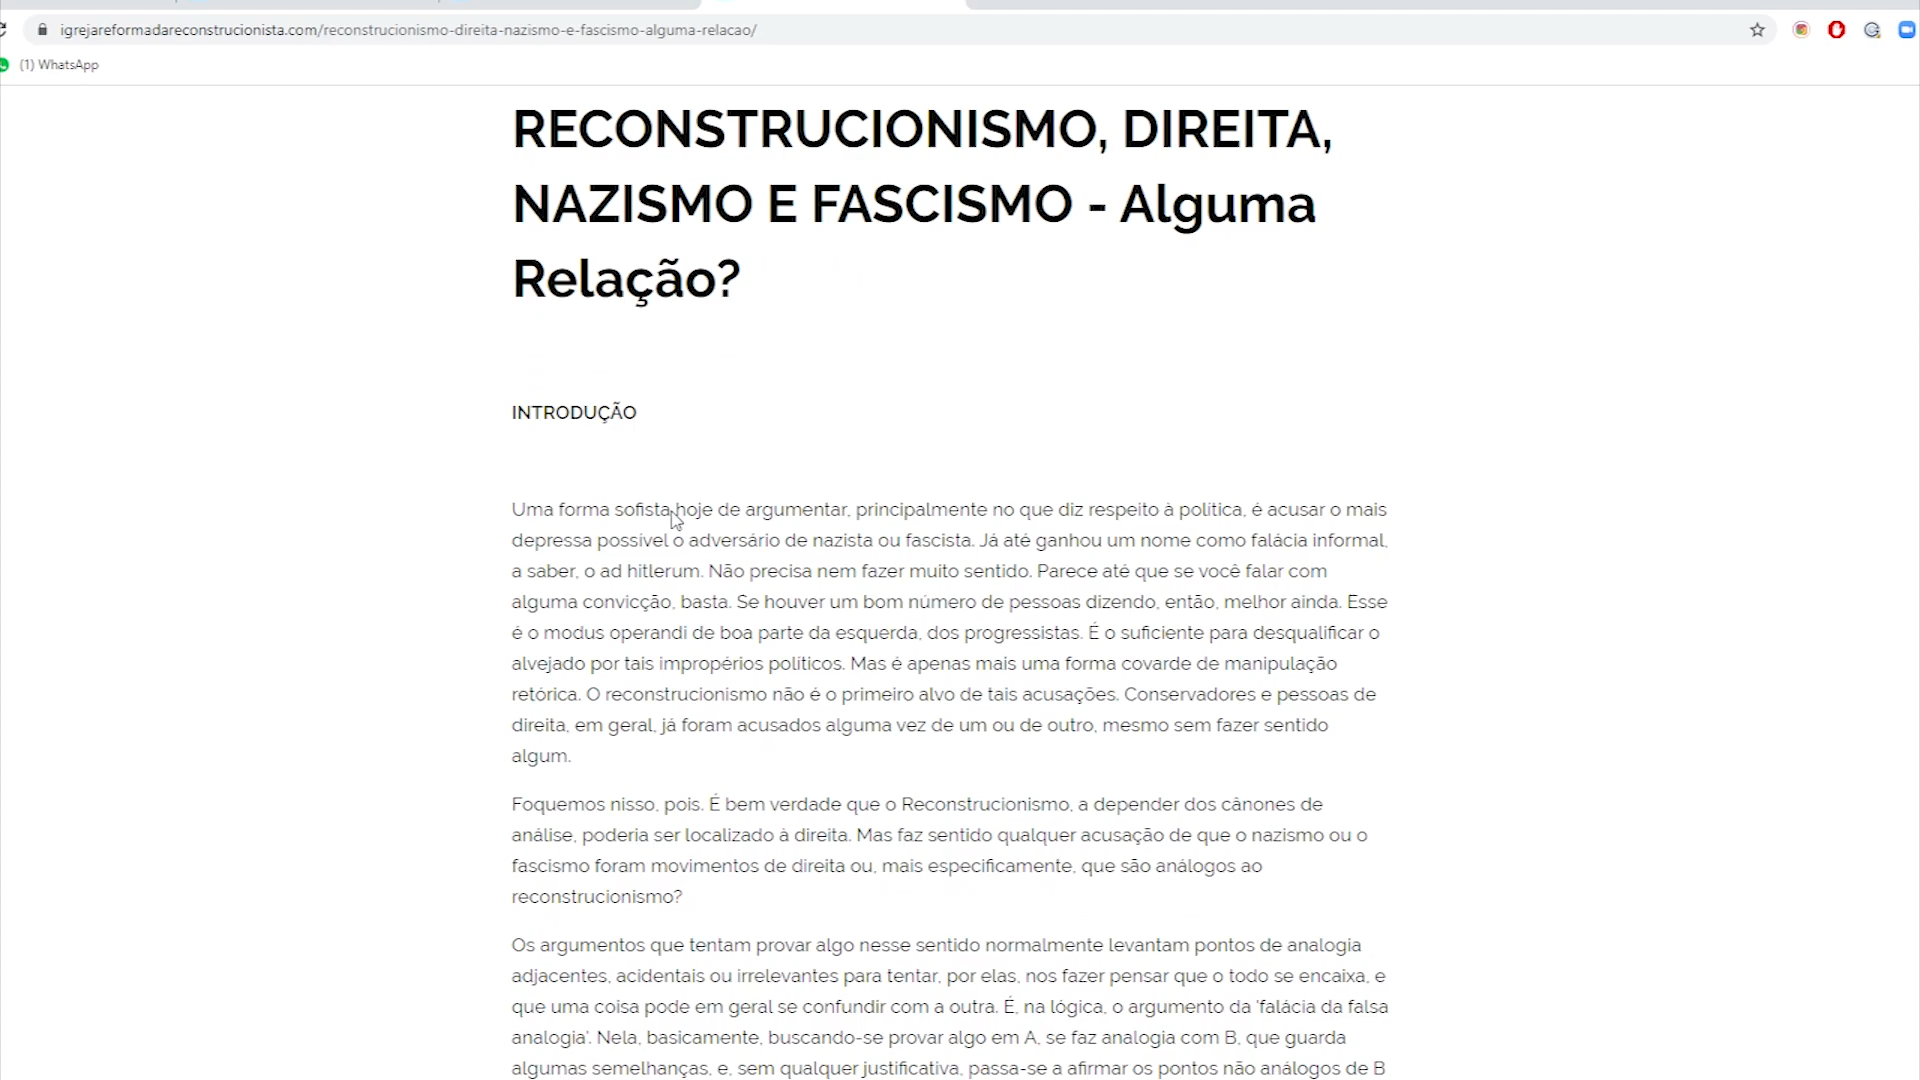 igrejareformadareconstrucionista.com/reconstrucionismo-direita-nazismo-e-fascismo-alguma-relacao/
(1) WhatsApp
RECONSTRUCIONISMO, DIREITA,
NAZISMO E FASCISMO - Alguma
Relação?
INTRODUÇÃO
Uma forma sofista hoje de argumentar, principalmente no que diz respeito à política, é acusar o mais
depressa possível o adversário de nazista ou fascista. Já até ganhou um nome como falácia informal,
a saber, o ad hitlerum. Não precisa nem fazer muito sentido. Parece até que se você falar com
alguma convicção, basta. Se houver um bom número de pessoas dizendo, então, melhor ainda. Esse
é o modus operandi de boa parte da esquerda, dos progressistas. É o suficiente para desqualificar o
alvejado por tais impropérios políticos. Mas é apenas mais uma forma covarde de manipulação
retórica. O reconstrucionismo não é o primeiro alvo de tais acusações. Conservadores e pessoas de
direita, em geral, já foram acusados alguma vez de um ou de outro, mesmo sem fazer sentido
algum.
Foquemos nisso, pois. É bem verdade que o Reconstrucionismo, a depender dos cânones de
análise, poderia ser localizado à direita. Mas faz sentido qualquer acusação de que o nazismo ou o
fascismo foram movimentos de direita ou, mais especificamente, que são análogos ao
reconstrucionismo?
Os argumentos que tentam provar algo nesse sentido normalmente levantam pontos de analogia
adjacentes, acidentais ou irrelevantes para tentar, por elas, nos fazer pensar que o todo se encaixa, e
que uma coisa pode em geral se confundir com a outra. É, na lógica, o argumento da 'falácia da falsa
analogia'. Nela, basicamente, buscando-se provar algo em A, se faz analogia com B, que guarda
algumas semelhanças, e, sem qualquer justificativa, passa-se a afirmar os pontos não análogos de B